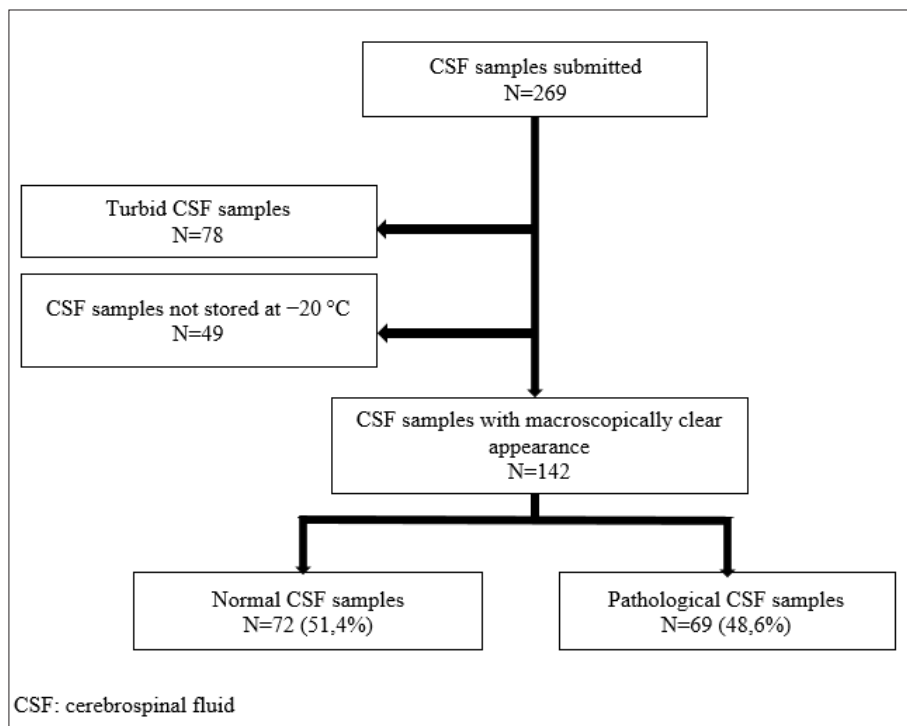 CSF samples submitted
N=269
Turbid CSF samples
N=78
CSF samples not stored at −20 °C
N=49
CSF samples with macroscopically clear
appearance
N=142
Normal CSF samples
N=72 (51,4%)
Pathological CSF samples
N=69 (48,6%)
CSF: cerebrospinal fluid